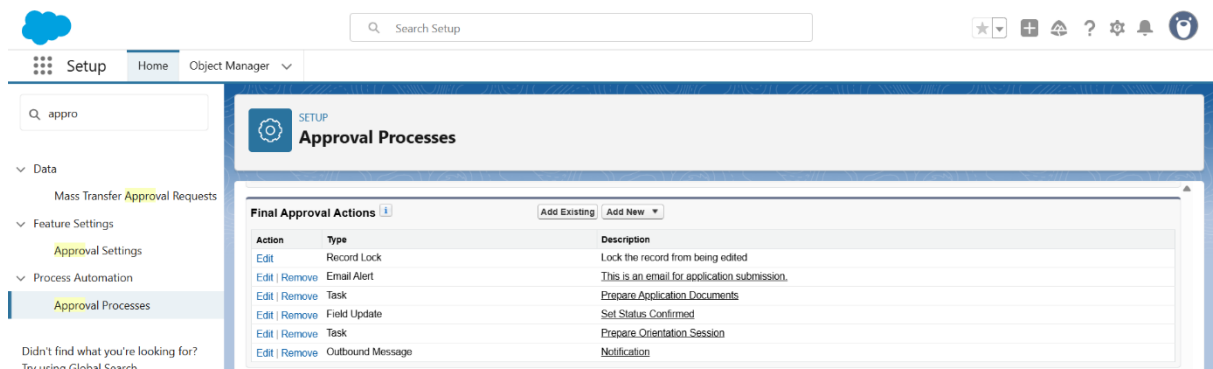 Search Setup
Setup Home Object Manager
appro
Data
Mass Transfer Approval Requests
Feature Settings
Approval Settings
Process Automation
Approval Processes
Didn't find what you're looking for?
Try using Global Search.
SETUP
Approval Processes
Final Approval Actions i Add Existing Add New
Action Type Description
Edit Record Lock Lock the record from being edited
Edit | Remove Email Alert This is an email for application submission.
Edit | Remove Task Prepare Application Documents
Edit | Remove Field Update Set Status Confirmed
Edit | Remove Task Prepare Orientation Session
Edit | Remove Outbound Message Notification